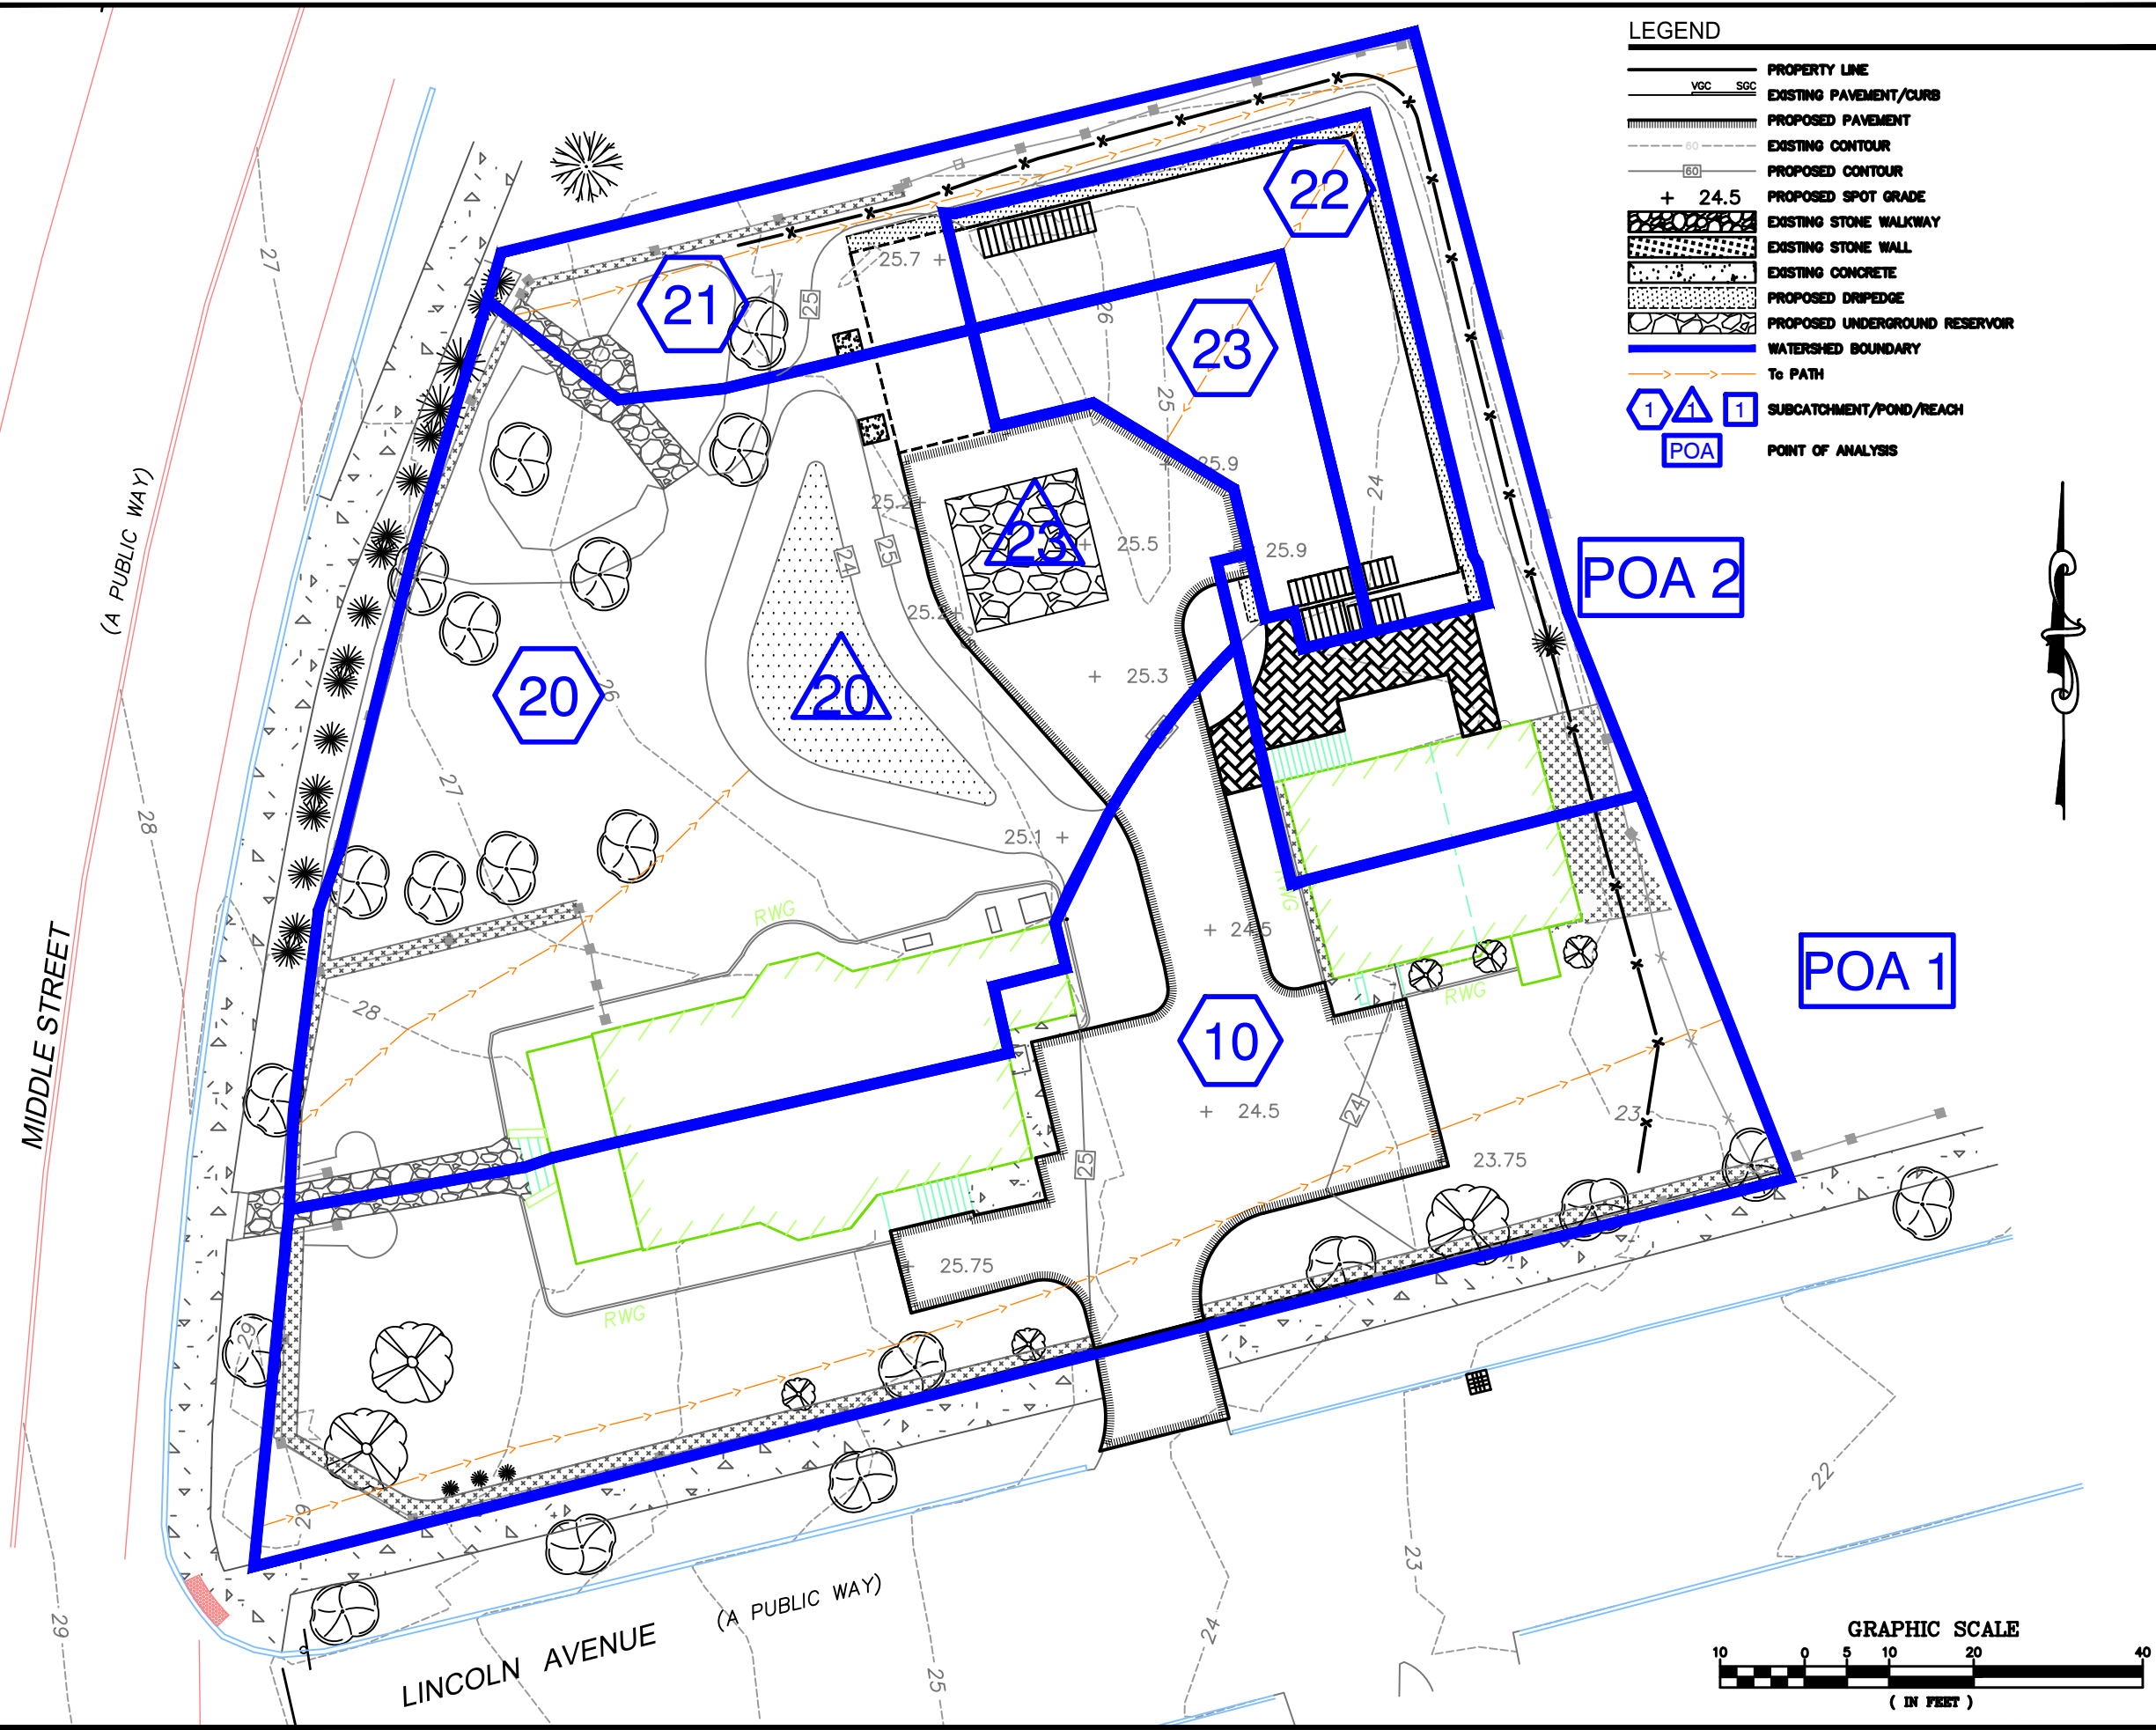 LEGEND
PROPERTY LINE
VGC SGC
EXISTING PAVEMENT/CURB
PROPOSED PAVEMENT
60
EXISTING CONTOUR
60
PROPOSED CONTOUR
+ 24.5
PROPOSED SPOT GRADE
EXISTING STONE WALKWAY
EXISTING STONE WALL
EXISTING CONCRETE
PROPOSED DRIPEDGE
PROPOSED UNDERGROUND RESERVOIR
WATERSHED BOUNDARY
Tc PATH
1 1 1
SUBCATCHMENT/POND/REACH
POA
POINT OF ANALYSIS
22
27
25.7 +
21
25
26
23
25
25.9
24
25.2+
(A PUBLIC WAY)
24
25
23
25.5
25.9
POA 2
25.2+
20
26
20
25.3
27
28
25.1 +
RWG
RWG
+ 24.5
MIDDLE STREET
28
RWG
POA 1
10
+ 24.5
24
23
25
23.75
25.75
RWG
29
29
22
23
29
(A PUBLIC WAY)
LINCOLN AVENUE
24
25
GRAPHIC SCALE
10 0 5 10 20 40
( IN FEET )